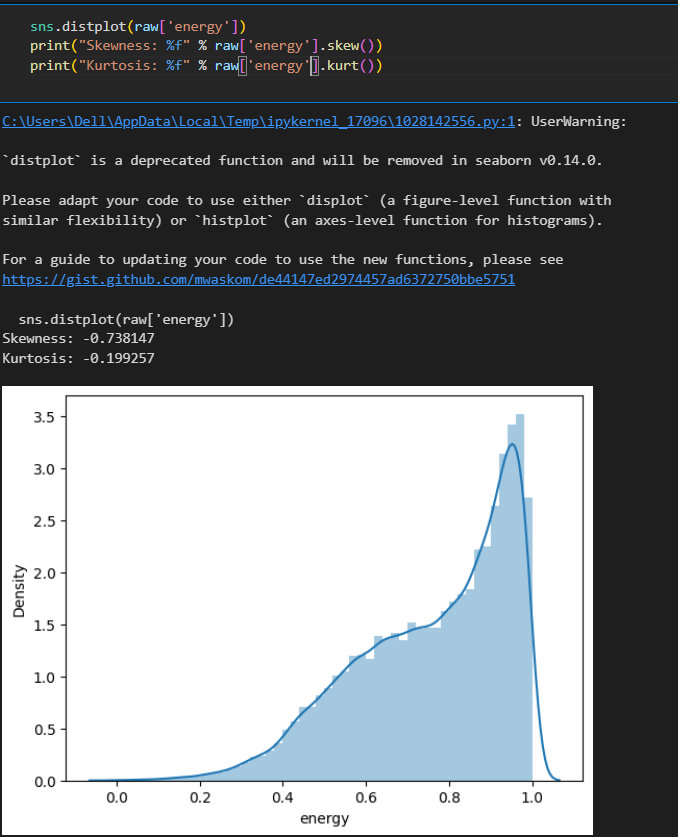 sns.distplot(raw['energy'])
print("Skewness: %f" % raw['energy'].skew())
print("Kurtosis: %f" % raw['energy'].kurt())
C:\Users\Dell\AppData\Local\Temp\ipykernel_17096\1028142556.py:1: UserWarning:
`distplot` is a deprecated function and will be removed in seaborn v0.14.0.
Please adapt your code to use either `displot` (a figure-level function with
similar flexibility) or `histplot` (an axes-level function for histograms).
For a guide to updating your code to use the new functions, please see
https://gist.github.com/mwaskom/de44147ed2974457ad6372750bbe5751
sns.distplot(raw['energy'])
Skewness: -0.738147
Kurtosis: -0.199257
3.5
3.0
2.5
2.0
1.5
1.0
0.5
0.0
Density
0.0 0.2 0.4 0.6 0.8 1.0
energy